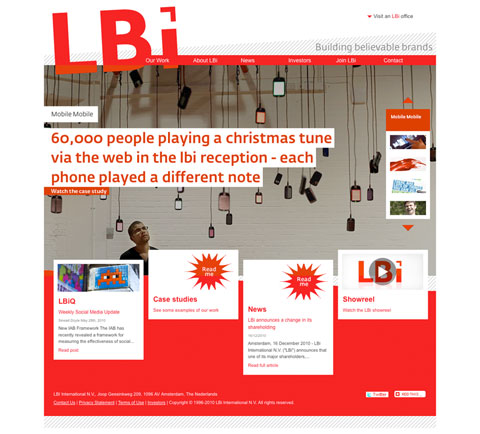 LBi
Visit an LBi office
Building believable brands
Our Work About LBi News Investors Join LBi Contact
Mobile Mobile
60,000 people playing a christmas tune
via the web in the lbi reception - each
phone played a different note
Watch the case study
Mobile Mobile
LBiQ
Weekly Social Media Update
New IAB Framework The IAB has
recently revealed a framework for
measuring the effectiveness of social...
Read post
Read
me
Case studies
See some examples of our work
Read
me
News
LBi announces a change in its
shareholding
16/12/2010
Amsterdam, 16 December 2010 - LBi
International N.V. ("LBi") announces that
one of its major shareholders,...
Read full article
LBi
Showreel
Watch the LBi showreel
LBi International N.V., Joop Geesinkweg 209, 1096 AV Amsterdam, The Netherlands
Contact Us | Privacy Statement | Terms of Use | Investors | Copyright © 1996-2010 LBi International N.V. All rights reserved
Twitter